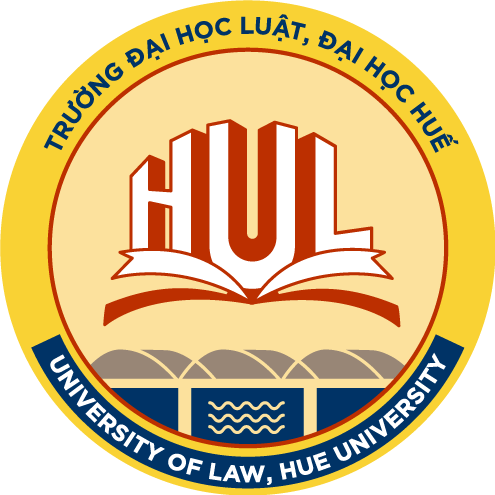 TRƯỜNG ĐẠI HỌC LUẬT, ĐẠI HỌC HUẾ
HUL
UNIVERSITY OF LAW, HUE UNIVERSITY